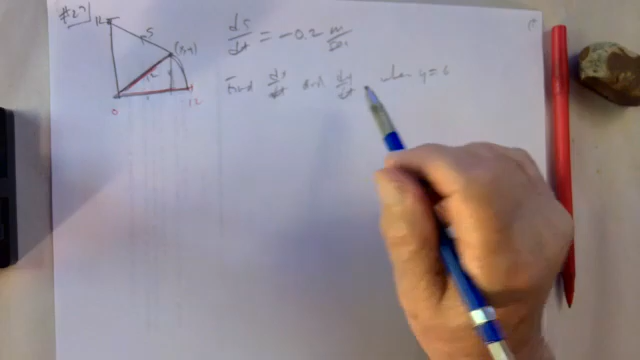 #27
12
S
(x,y)
12
0
12
dS/dt = -0.2 m/sec
Find dx/dt and dy/dt when y = 6